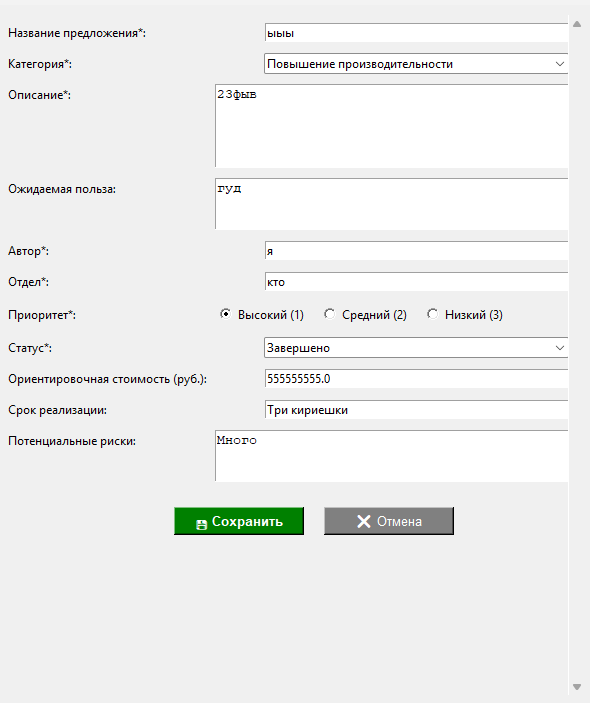 Название предложения*: ыыы
Категория*: Повышение производительности
Описание*: 23фыв
Ожидаемая польза: гуд
Автор*: я
Отдел*: кто
Приоритет*: Высокий (1) Средний (2) Низкий (3)
Статус*: Завершено
Ориентировочная стоимость (руб.): 555555555.0
Срок реализации: Три кириешки
Потенциальные риски: Много
Сохранить Отмена